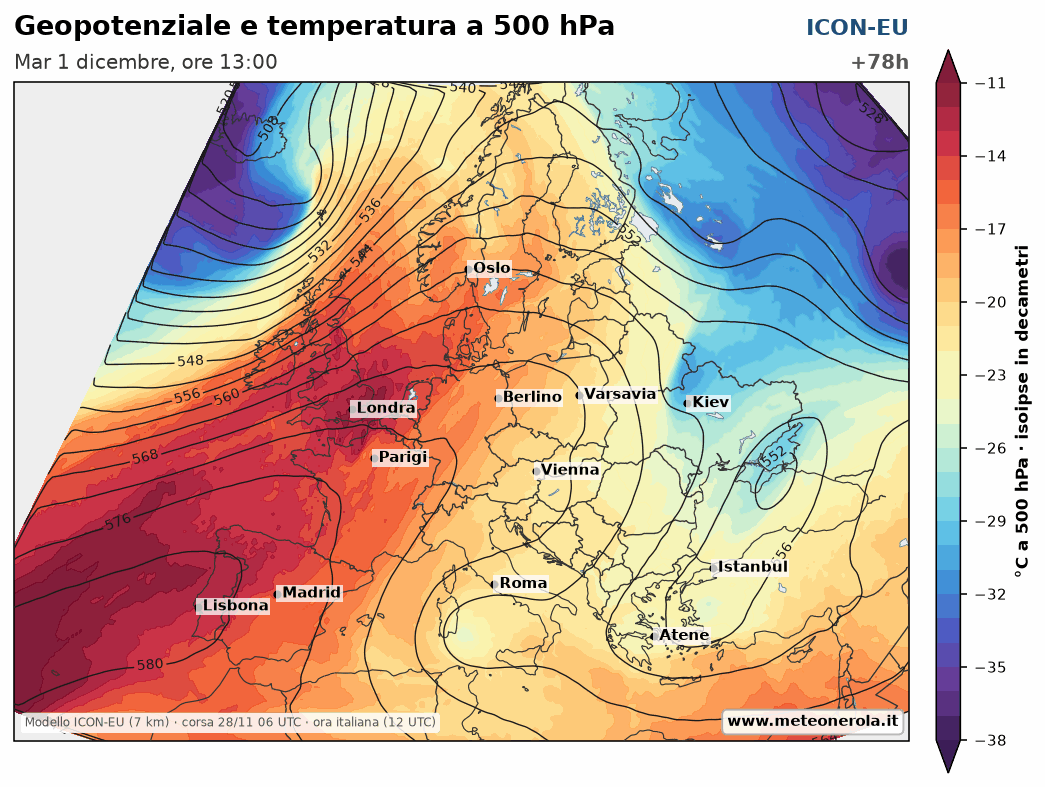 Geopotenziale e temperatura a 500 hPa
ICON-EU
Mar 1 dicembre, ore 13:00
+78h
520
508
540
528
536
532
544
552
548
556
560
568
576
580
552
Oslo
Londra
Berlino
Varsavia
Kiev
Parigi
Vienna
Istanbul
Roma
Madrid
Lisbona
Atene
−11
−14
−17
−20
−23
−26
−29
−32
−35
−38
°C a 500 hPa · isoipse in decametri
Modello ICON-EU (7 km) · corsa 28/11 06 UTC · ora italiana (12 UTC)
www.meteonerola.it